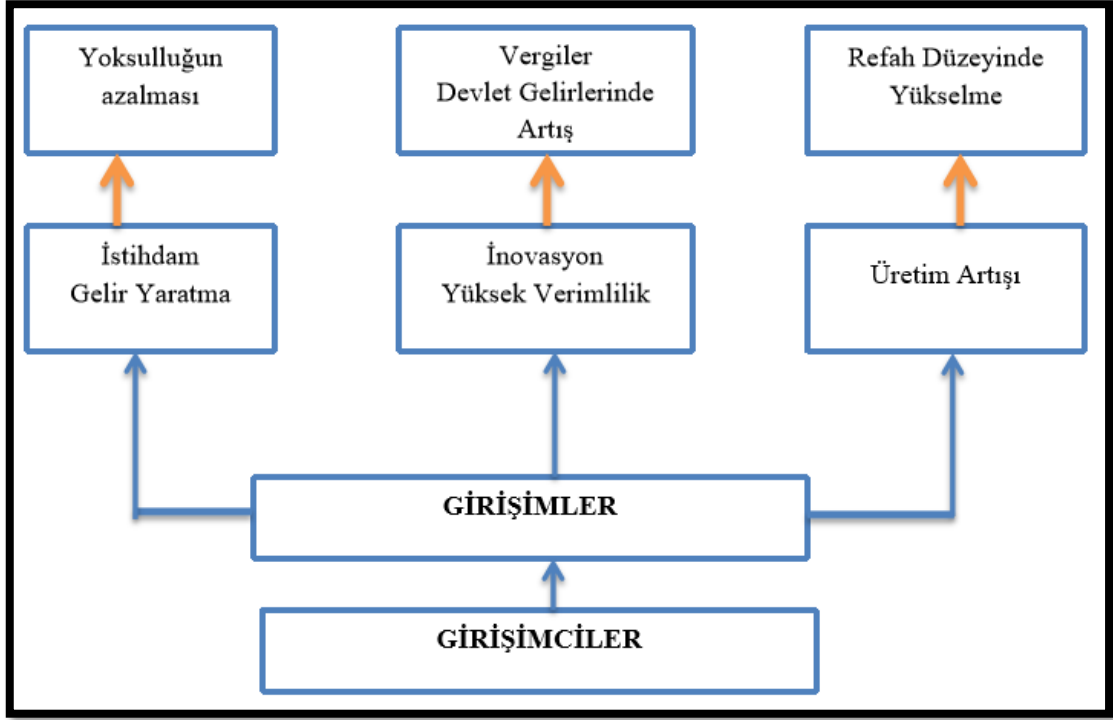 Yoksulluğun
azalması
Vergiler
Devlet Gelirlerinde
Artış
Refah Düzeyinde
Yükselme
İstihdam
Gelir Yaratma
İnovasyon
Yüksek Verimlilik
Üretim Artışı
GİRİŞİMLER
GİRİŞİMCİLER